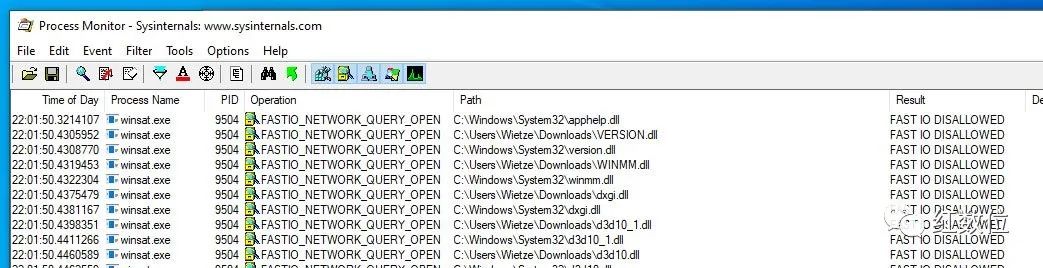 Process Monitor - Sysinternals: www.sysinternals.com
File Edit Event Filter Tools Options Help
Time of Day Process Name PID Operation Path Result De
22:01:50.3214107 winsat.exe 9504 FASTIO_NETWORK_QUERY_OPEN C:\Windows\System32\apphelp.dll FAST IO DISALLOWED
22:01:50.4305952 winsat.exe 9504 FASTIO_NETWORK_QUERY_OPEN C:\Users\Wietze\Downloads\VERSION.dll FAST IO DISALLOWED
22:01:50.4308770 winsat.exe 9504 FASTIO_NETWORK_QUERY_OPEN C:\Windows\System32\version.dll FAST IO DISALLOWED
22:01:50.4319453 winsat.exe 9504 FASTIO_NETWORK_QUERY_OPEN C:\Users\Wietze\Downloads\WINMM.dll FAST IO DISALLOWED
22:01:50.4322304 winsat.exe 9504 FASTIO_NETWORK_QUERY_OPEN C:\Windows\System32\winmm.dll FAST IO DISALLOWED
22:01:50.4375479 winsat.exe 9504 FASTIO_NETWORK_QUERY_OPEN C:\Users\Wietze\Downloads\dxgi.dll FAST IO DISALLOWED
22:01:50.4381167 winsat.exe 9504 FASTIO_NETWORK_QUERY_OPEN C:\Windows\System32\dxgi.dll FAST IO DISALLOWED
22:01:50.4398351 winsat.exe 9504 FASTIO_NETWORK_QUERY_OPEN C:\Users\Wietze\Downloads\d3d10_1.dll FAST IO DISALLOWED
22:01:50.4411266 winsat.exe 9504 FASTIO_NETWORK_QUERY_OPEN C:\Windows\System32\d3d10_1.dll FAST IO DISALLOWED
22:01:50.4460589 winsat.exe 9504 FASTIO_NETWORK_QUERY_OPEN C:\Users\Wietze\Downloads\d3d10.dll FAST IO DISALLOWED